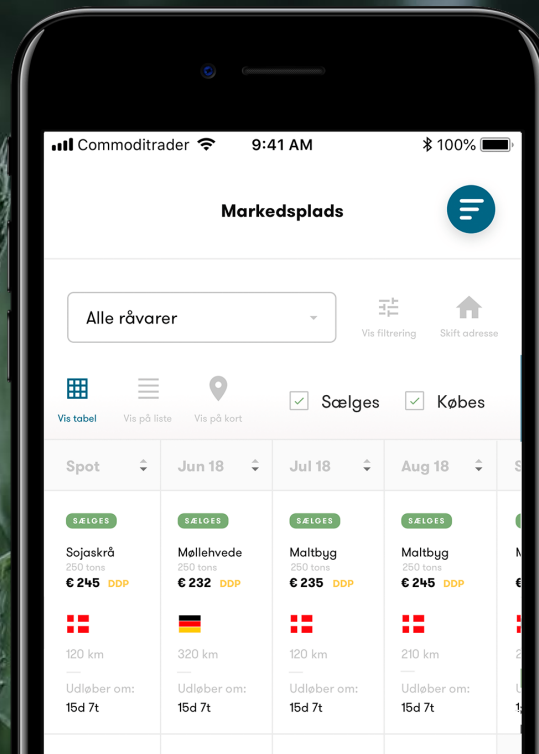 Commoditrader 9:41 AM 100%
Markedsplads
Alle råvarer
Vis filtrering Skift adresse
Vis tabel Vis på liste Vis på kort Sælges Købes
Spot Jun 18 Jul 18 Aug 18
SÆLGES SÆLGES SÆLGES SÆLGES
Sojaskrå Møllehvede Maltbyg Maltbyg
250 tons 250 tons 250 tons 250 tons
€ 245 DDP € 232 DDP € 235 DDP € 245 DDP
120 km 320 km 120 km 210 km
Udløber om: Udløber om: Udløber om: Udløber om:
15d 7t 15d 7t 15d 7t 15d 7t